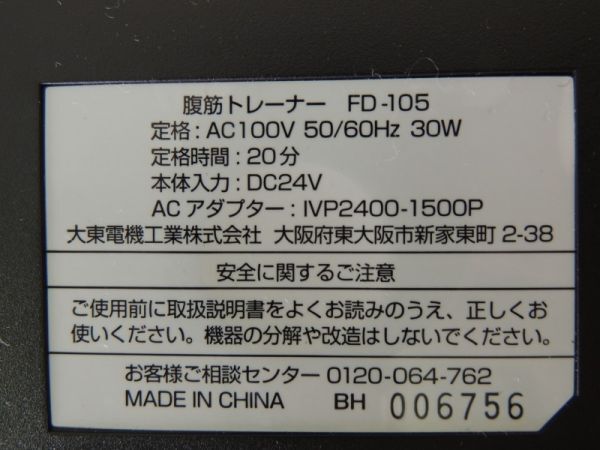 腹筋トレーナー FD-105
定格：AC100V 50/60Hz 30W
定格時間：20分
本体入力：DC24V
ACアダプター：IVP2400-1500P
大東電機工業株式会社 大阪府東大阪市新家東町 2-38
安全に関するご注意
ご使用前に取扱説明書をよくお読みのうえ、正しくお
使いください。機器の分解や改造はしないでください。
お客様ご相談センター 0120-064-762
MADE IN CHINA BH 006756